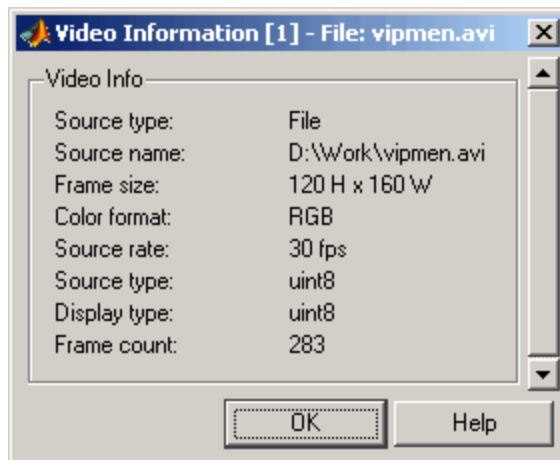 Video Information [1] - File: vipmen.avi
Video Info
Source type: File
Source name: D:\Work\vipmen.avi
Frame size: 120 H x 160 W
Color format: RGB
Source rate: 30 fps
Source type: uint8
Display type: uint8
Frame count: 283
OK Help